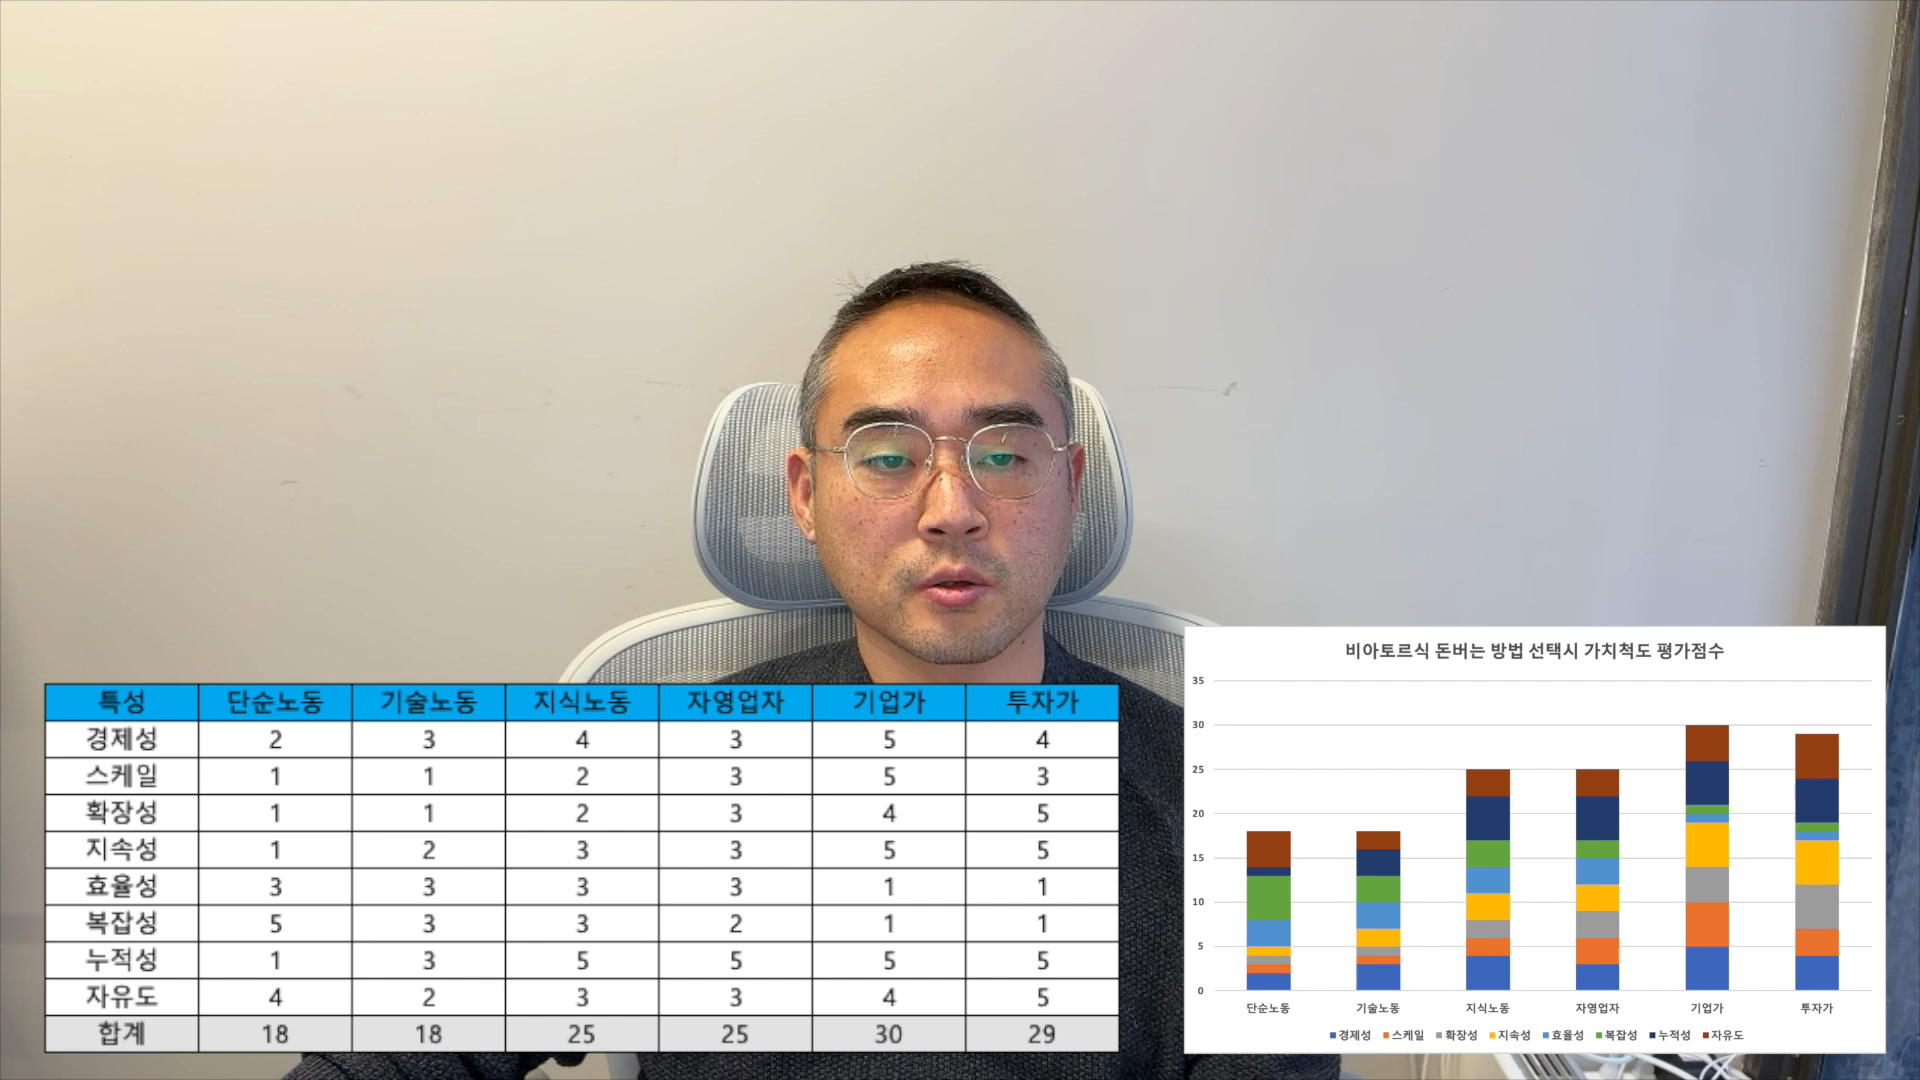 특성 단순노동 기술노동 지식노동 자영업자 기업가 투자가
경제성 2 3 4 3 5 4
스케일 1 1 2 3 5 3
확장성 1 1 2 3 4 5
지속성 1 2 3 3 5 5
효율성 3 3 3 3 1 1
복잡성 5 3 3 2 1 1
누적성 1 3 5 5 5 5
자유도 4 2 3 3 4 5
합계 18 18 25 25 30 29
비아토르식 돈버는 방법 선택시 가치척도 평가점수
35
30
25
20
15
10
5
0
단순노동 기술노동 지식노동 자영업자 기업가 투자가
경제성 스케일 확장성 지속성 효율성 복잡성 누적성 자유도